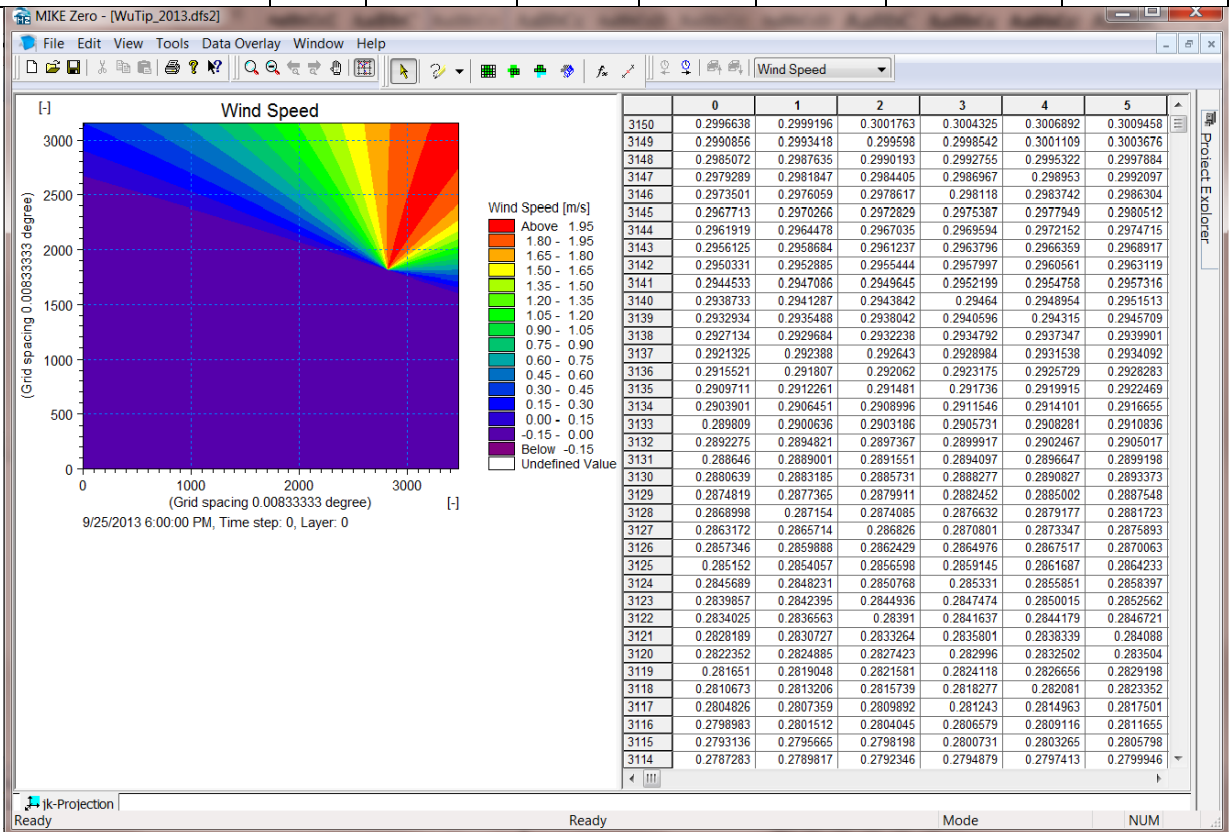 MIKE Zero - [WuTip_2013.dfs2]
File Edit View Tools Data Overlay Window Help
Wind Speed
[-] Wind Speed
3000
2500
2000
1500
1000
500
0
(Grid spacing 0.00833333 degree)
0 1000 2000 3000
(Grid spacing 0.00833333 degree) [-]
9/25/2013 6:00:00 PM, Time step: 0, Layer: 0
Wind Speed [m/s]
Above 1.95
1.80 - 1.95
1.65 - 1.80
1.50 - 1.65
1.35 - 1.50
1.20 - 1.35
1.05 - 1.20
0.90 - 1.05
0.75 - 0.90
0.60 - 0.75
0.45 - 0.60
0.30 - 0.45
0.15 - 0.30
0.00 - 0.15
-0.15 - 0.00
Below -0.15
Undefined Value
0 1 2 3 4 5
3150 0.2996638 0.2999196 0.3001763 0.3004325 0.3006892 0.3009458
3149 0.2990856 0.2993418 0.299598 0.2998542 0.3001109 0.3003676
3148 0.2985072 0.2987635 0.2990193 0.2992755 0.2995322 0.2997884
3147 0.2979289 0.2981847 0.2984405 0.2986967 0.298953 0.2992097
3146 0.2973501 0.2976059 0.2978617 0.298118 0.2983742 0.2986304
3145 0.2967713 0.2970266 0.2972829 0.2975387 0.2977949 0.2980512
3144 0.2961919 0.2964478 0.2967035 0.2969594 0.2972152 0.2974715
3143 0.2956125 0.2958684 0.2961237 0.2963796 0.2966359 0.2968917
3142 0.2950331 0.2952885 0.2955444 0.2957997 0.2960561 0.2963119
3141 0.2944533 0.2947086 0.2949645 0.2952199 0.2954758 0.2957316
3140 0.2938733 0.2941287 0.2943842 0.29464 0.2948954 0.2951513
3139 0.2932934 0.2935488 0.2938042 0.2940596 0.294315 0.2945709
3138 0.2927134 0.2929684 0.2932238 0.2934792 0.2937347 0.2939901
3137 0.2921325 0.292388 0.292643 0.2928984 0.2931538 0.2934092
3136 0.2915521 0.291807 0.292062 0.2923175 0.2925729 0.2928283
3135 0.2909711 0.2912261 0.291481 0.291736 0.2919915 0.2922469
3134 0.2903901 0.2906451 0.2908996 0.2911546 0.2914101 0.2916655
3133 0.289809 0.2900636 0.2903186 0.2905731 0.2908281 0.2910836
3132 0.2892275 0.2894821 0.2897367 0.2899917 0.2902467 0.2905017
3131 0.288646 0.2889001 0.2891551 0.2894097 0.2896647 0.2899198
3130 0.2880639 0.2883185 0.2885731 0.2888277 0.2890827 0.2893373
3129 0.2874819 0.2877365 0.2879911 0.2882452 0.2885002 0.2887548
3128 0.2868998 0.287154 0.2874085 0.2876632 0.2879177 0.2881723
3127 0.2863172 0.2865714 0.286826 0.2870801 0.2873347 0.2875893
3126 0.2857346 0.2859888 0.2862429 0.2864976 0.2867517 0.2870063
3125 0.285152 0.2854057 0.2856598 0.2859145 0.2861687 0.2864233
3124 0.2845689 0.2848231 0.2850768 0.285331 0.2855851 0.2858397
3123 0.2839857 0.2842395 0.2844936 0.2847474 0.2850015 0.2852562
3122 0.2834025 0.2836563 0.28391 0.2841637 0.2844179 0.2846721
3121 0.2828189 0.2830727 0.2833264 0.2835801 0.2838339 0.284088
3120 0.2822352 0.2824885 0.2827423 0.282996 0.2832502 0.283504
3119 0.281651 0.2819048 0.2821581 0.2824118 0.2826656 0.2829198
3118 0.2810673 0.2813206 0.2815739 0.2818277 0.282081 0.2823352
3117 0.2804826 0.2807359 0.2809892 0.281243 0.2814963 0.2817501
3116 0.2798983 0.2801512 0.2804045 0.2806579 0.2809116 0.2811655
3115 0.2793136 0.2795665 0.2798198 0.2800731 0.2803265 0.2805798
3114 0.2787283 0.2789817 0.2792346 0.2794879 0.2797413 0.2799946
Project Explorer
jk-Projection
Ready Ready Mode NUM